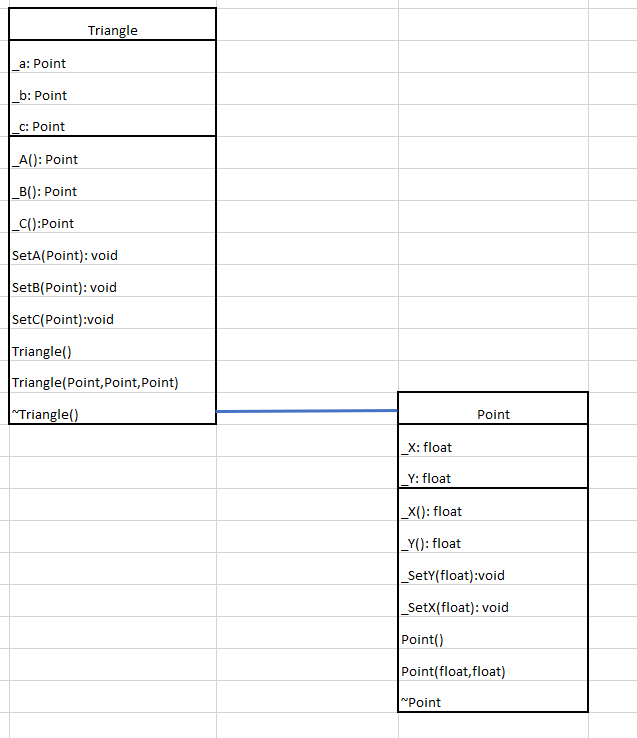 Triangle
_a: Point
_b: Point
_c: Point
_A(): Point
_B(): Point
_C():Point
SetA(Point): void
SetB(Point): void
SetC(Point):void
Triangle()
Triangle(Point,Point,Point)
~Triangle()
Point
_X: float
_Y: float
_X(): float
_Y(): float
_SetY(float):void
_SetX(float): void
Point()
Point(float,float)
~Point